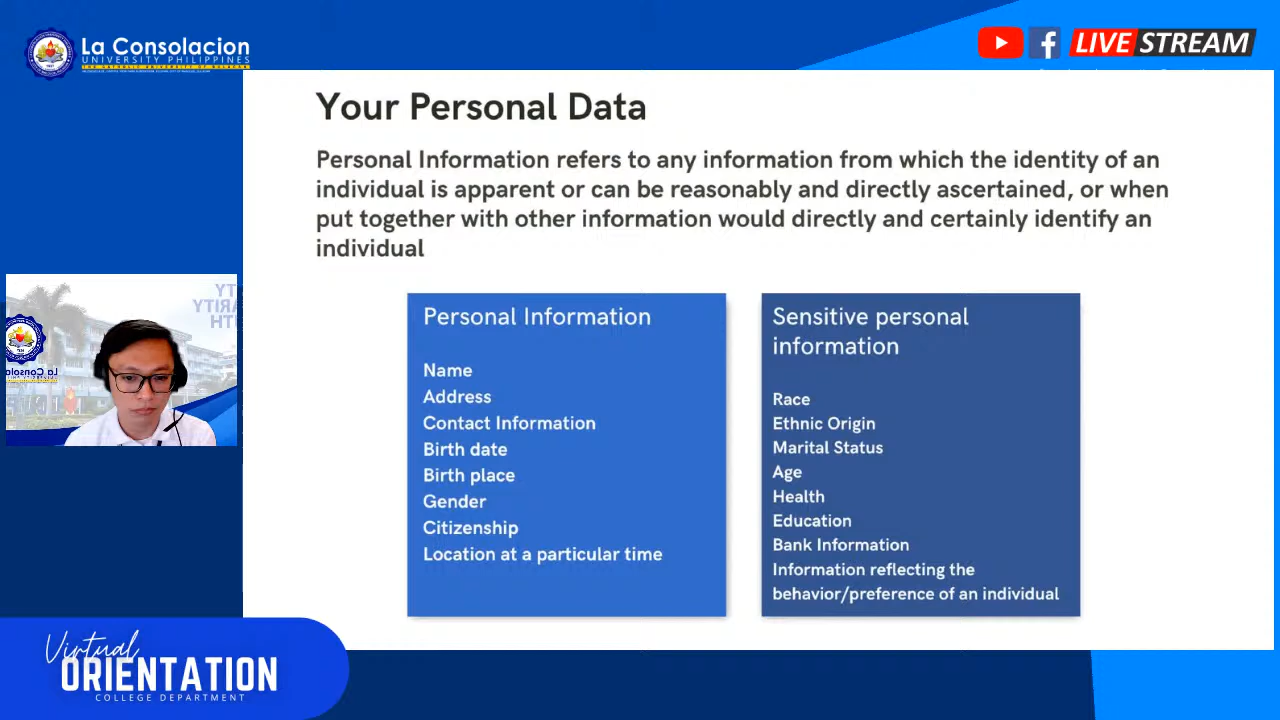 La Consolacion
UNIVERSITY PHILIPPINES
LIVE STREAM
Your Personal Data
Personal Information refers to any information from which the identity of an
individual is apparent or can be reasonably and directly ascertained, or when
put together with other information would directly and certainly identify an
individual
Personal Information
Name
Address
Contact Information
Birth date
Birth place
Gender
Citizenship
Location at a particular time
Sensitive personal
information
Race
Ethnic Origin
Marital Status
Age
Health
Education
Bank Information
Information reflecting the
behavior/preference of an individual
Virtual
ORIENTATION
COLLEGE DEPARTMENT